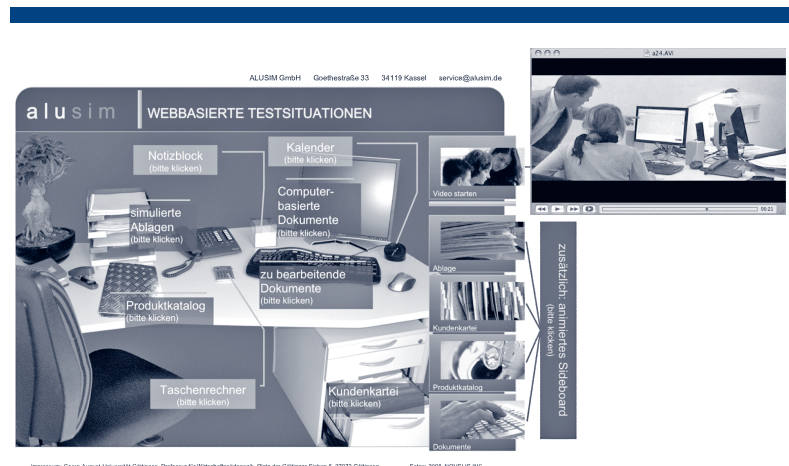 a24.AVI
ALUSIM GmbH Goethestraße 33 34119 Kassel service@alusim.de
alusim WEBBASIERTE TESTSITUATIONEN
Notizblock
(bitte klicken)
Kalender
(bitte klicken)
Computer-
basierte
Dokumente
(bitte klicken)
simulierte
Ablagen
(bitte klicken)
zu bearbeitende
Dokumente
(bitte klicken)
Produktkatalog
(bitte klicken)
Taschenrechner
(bitte klicken)
Kundenkartei
(bitte klicken)
Video starten
Ablage
Kundenkartei
Produktkatalog
Dokumente
00:21
zusätzlich: animiertes Sideboard
(bitte klicken)